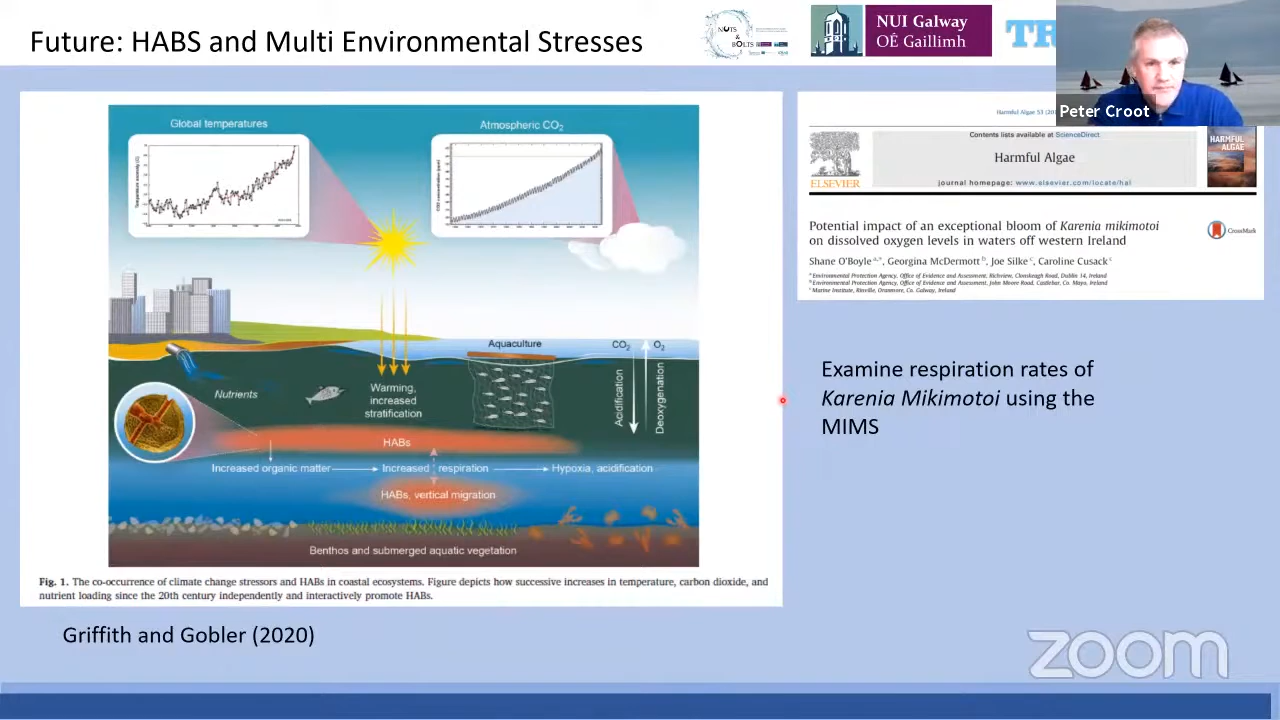 Future: HABS and Multi Environmental Stresses
NUTS
&
BOLTS
NUI Galway
OÉ Gaillimh
TR
Peter Croot
Global temperatures
Atmospheric CO2
Aquaculture
CO2
O2
Acidification
Deoxygenation
Nutrients
Warming,
increased
stratification
HABs
Increased organic matter
Increased respiration
Hypoxia, acidification
HABs, vertical migration
Benthos and submerged aquatic vegetation
Fig. 1. The co-occurrence of climate change stressors and HABs in coastal ecosystems. Figure depicts how successive increases in temperature, carbon dioxide, and
nutrient loading since the 20th century independently and interactively promote HABs.
Griffith and Gobler (2020)
Harmful Algae 53 (20
Contents lists available at ScienceDirect
Harmful Algae
journal homepage: www.elsevier.com/locate/hal
ELSEVIER
HARMFUL
ALGAE
Potential impact of an exceptional bloom of Karenia mikimotoi
on dissolved oxygen levels in waters off western Ireland
CrossMark
Shane O'Boyle a,*, Georgina McDermott b, Joe Silke c, Caroline Cusack c
a Environmental Protection Agency, Office of Evidence and Assessment, Richview, Clonskeagh Road, Dublin 14, Ireland
b Environmental Protection Agency, Office of Evidence and Assessment, John Moore Road, Castlebar, Co. Mayo, Ireland
c Marine Institute, Rinville, Oranmore, Co. Galway, Ireland
Examine respiration rates of
Karenia Mikimotoi using the
MIMS
zoom